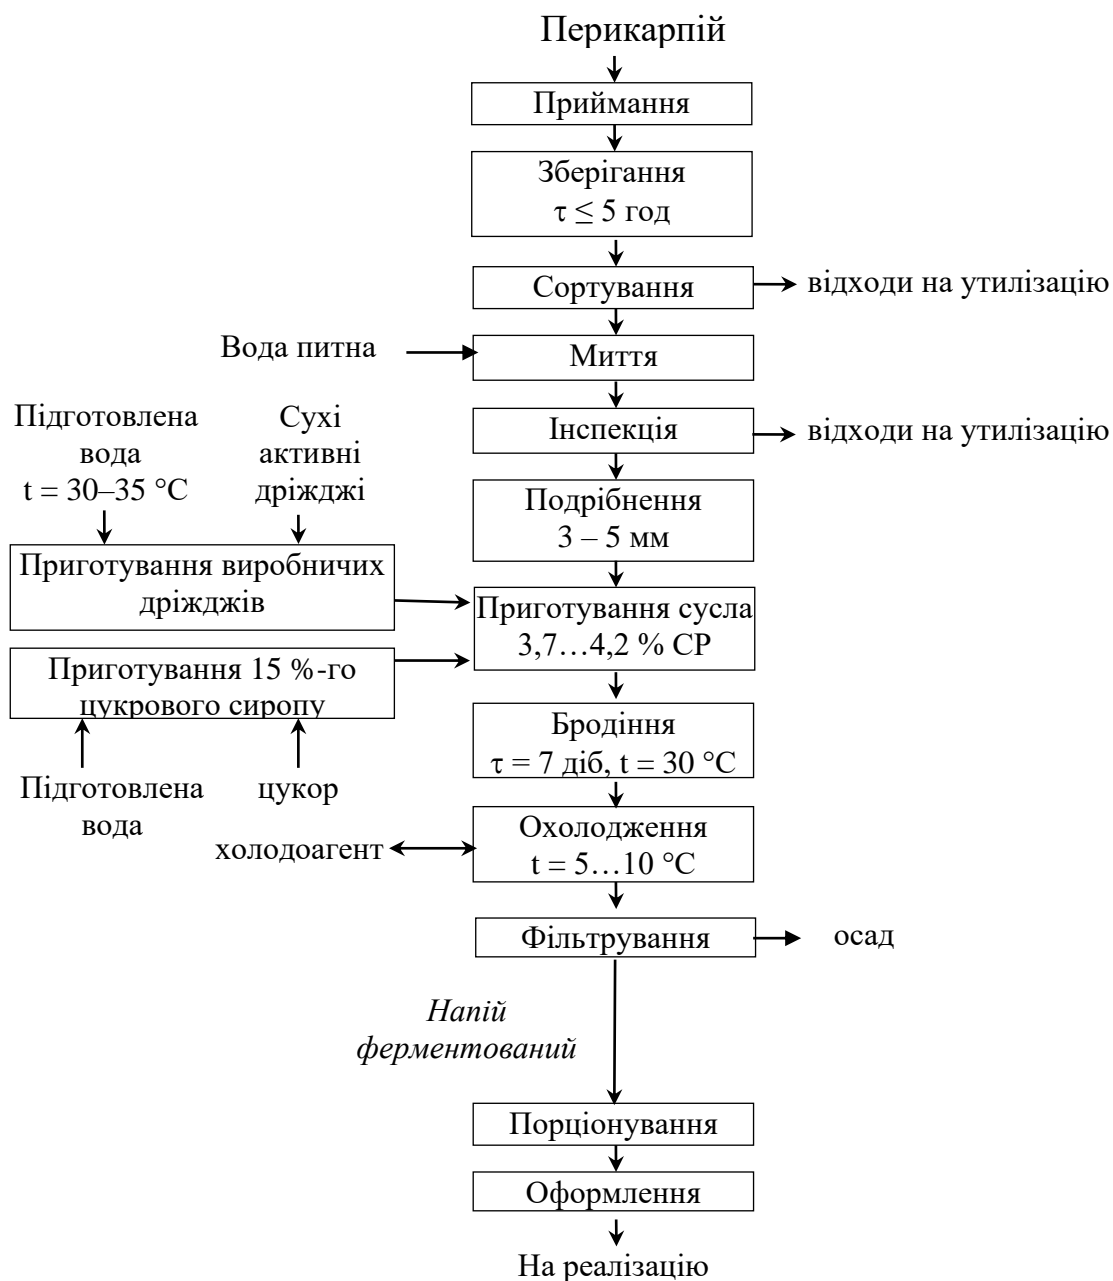 Перикарпій
Приймання
Зберігання
τ ≤ 5 год
Сортування
відходи на утилізацію
Вода питна
Миття
Інспекція
відходи на утилізацію
Підготовлена
вода
t = 30–35 °С
Сухі
активні
дріжджі
Подрібнення
3 – 5 мм
Приготування виробничих
дріжджів
Приготування сусла
3,7…4,2 % СР
Приготування 15 %-го
цукрового сиропу
Підготовлена
вода
цукор
Бродіння
τ = 7 діб, t = 30 °С
холодоагент
Охолодження
t = 5…10 °С
Фільтрування
осад
Напій
ферментований
Порціонування
Оформлення
На реалізацію